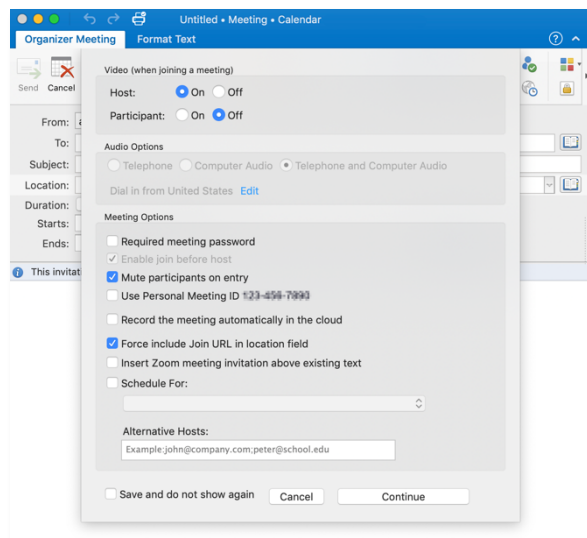 Untitled • Meeting • Calendar
Organizer Meeting Format Text
Send Cancel
Video (when joining a meeting)
Host: On Off
Participant: On Off
From:
To:
Subject:
Location:
Duration:
Starts:
Ends:
This invitat
Audio Options
Telephone Computer Audio Telephone and Computer Audio
Dial in from United States Edit
Meeting Options
Required meeting password
Enable join before host
Mute participants on entry
Use Personal Meeting ID 123-456-7890
Record the meeting automatically in the cloud
Force include Join URL in location field
Insert Zoom meeting invitation above existing text
Schedule For:
Alternative Hosts:
Example:john@company.com;peter@school.edu
Save and do not show again Cancel Continue